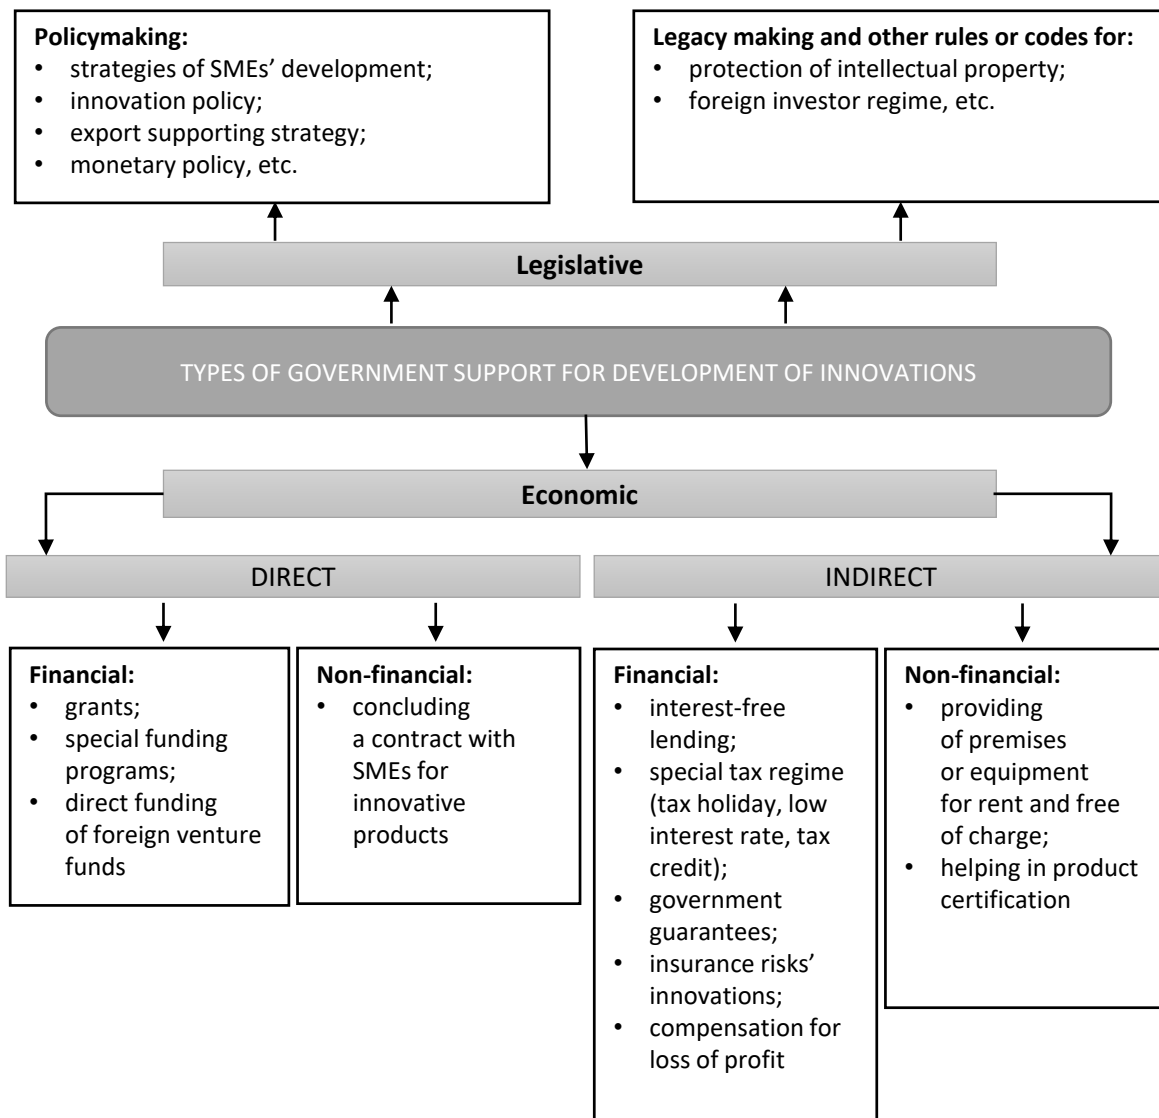 Policymaking:
• strategies of SMEs’ development;
• innovation policy;
• export supporting strategy;
• monetary policy, etc.
Legacy making and other rules or codes for:
• protection of intellectual property;
• foreign investor regime, etc.
Legislative
TYPES OF GOVERNMENT SUPPORT FOR DEVELOPMENT OF INNOVATIONS
Economic
DIRECT
INDIRECT
Financial:
• grants;
• special funding
programs;
• direct funding
of foreign venture
funds
Non-financial:
• concluding
a contract with
SMEs for
innovative
products
Financial:
• interest-free
lending;
• special tax regime
(tax holiday, low
interest rate, tax
credit);
• government
guarantees;
• insurance risks’
innovations;
• compensation for
loss of profit
Non-financial:
• providing
of premises
or equipment
for rent and free
of charge;
• helping in product
certification